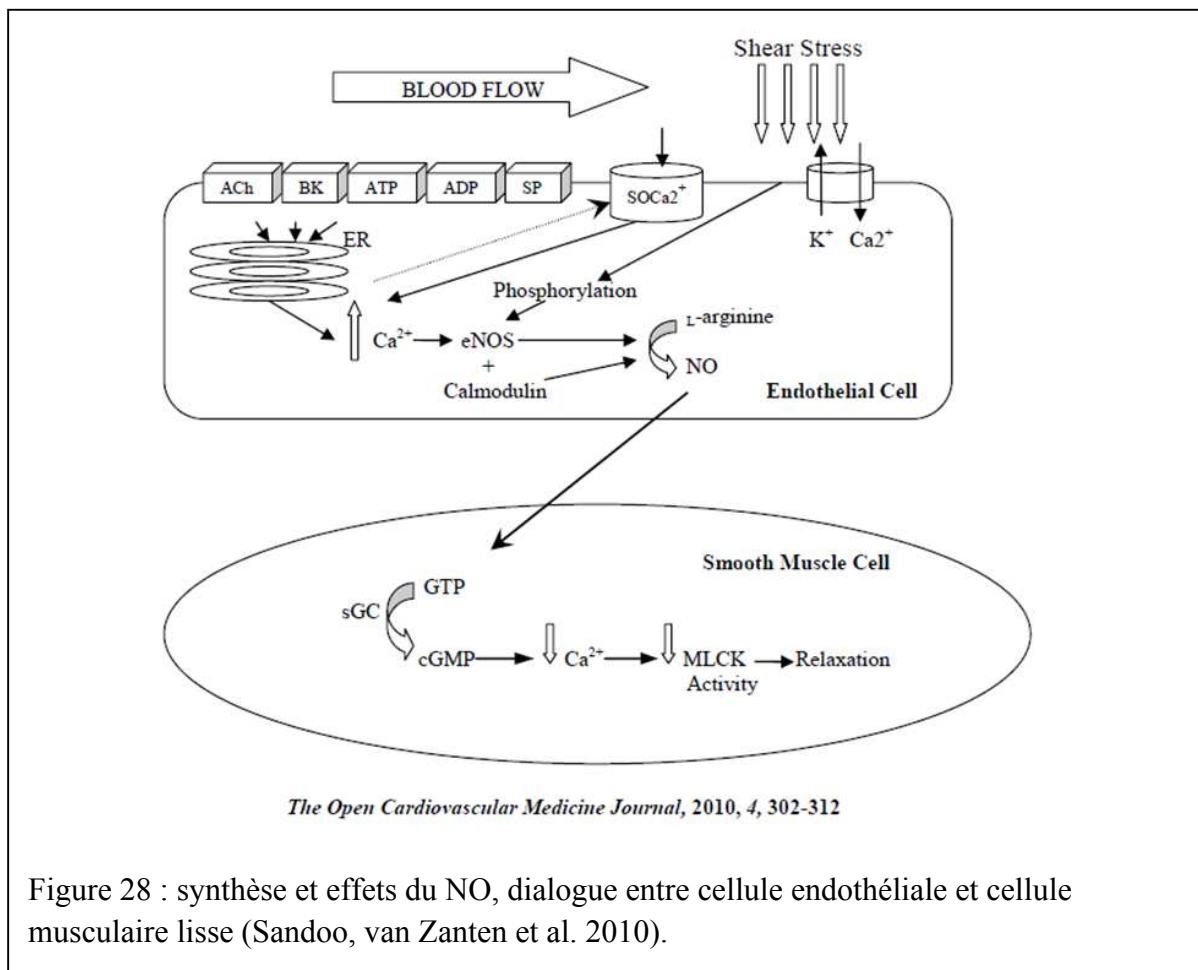 Shear Stress
BLOOD FLOW
ACh BK ATP ADP SP
SOCa2⁺
ER
K⁺ Ca2⁺
Phosphorylation
L-arginine
Ca²⁺ eNOS
+
NO
Calmodulin
Endothelial Cell
Smooth Muscle Cell
GTP
sGC
cGMP Ca²⁺ MLCK Relaxation
Activity
The Open Cardiovascular Medicine Journal, 2010, 4, 302-312
Figure 28 : synthèse et effets du NO, dialogue entre cellule endothéliale et cellule
musculaire lisse (Sandoo, van Zanten et al. 2010).